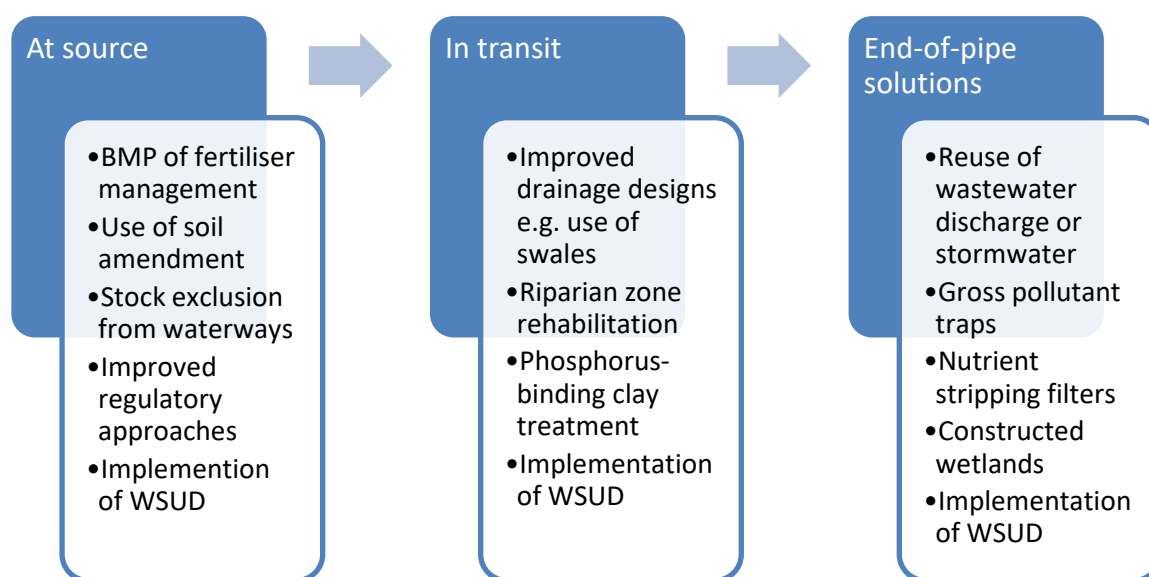 At source
•BMP of fertiliser
management
•Use of soil
amendment
•Stock exclusion
from waterways
•Improved
regulatory
approaches
•Implemention
of WSUD
In transit
•Improved
drainage designs
e.g. use of
swales
•Riparian zone
rehabilitation
•Phosphorus-
binding clay
treatment
•Implementation
of WSUD
End-of-pipe
solutions
•Reuse of
wastewater
discharge or
stormwater
•Gross pollutant
traps
•Nutrient
stripping filters
•Constructed
wetlands
•Implementation
of WSUD